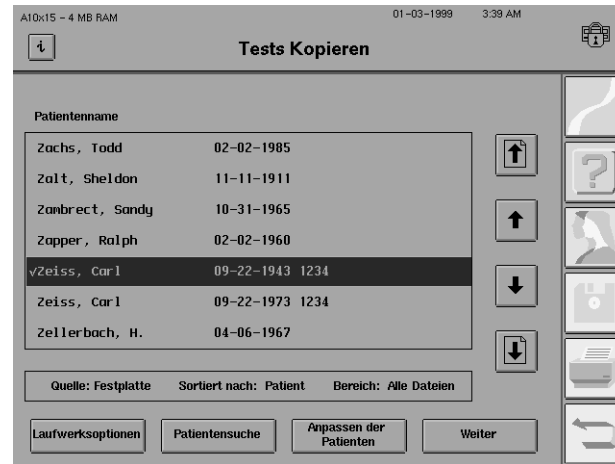 A10x15 – 4 MB RAM 01-03-1999 3:39 AM
i Tests Kopieren
Patientenname
Zachs, Todd 02-02-1985
Zalt, Sheldon 11-11-1911
Zambrect, Sandy 10-31-1965
Zapper, Ralph 02-02-1960
√Zeiss, Carl 09-22-1943 1234
Zeiss, Carl 09-22-1973 1234
Zellerbach, H. 04-06-1967
Quelle: Festplatte Sortiert nach: Patient Bereich: Alle Dateien
Laufwerksoptionen Patientensuche Anpassen der Patienten Weiter